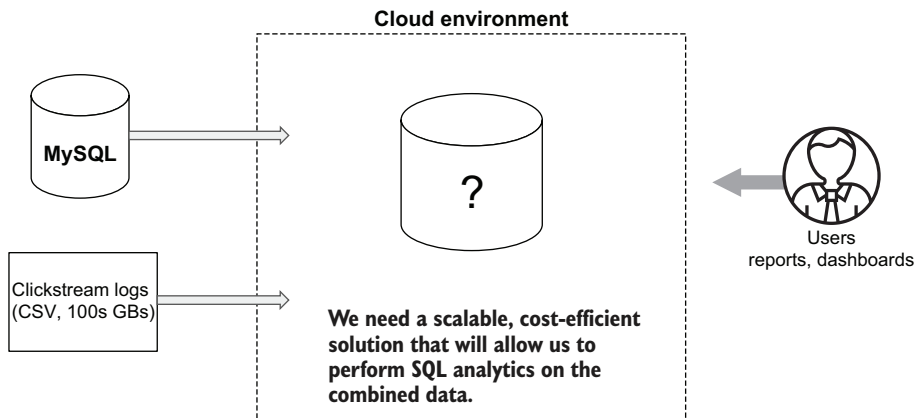 Cloud environment
MySQL
?
Users
reports, dashboards
Clickstream logs
(CSV, 100s GBs)
We need a scalable, cost-efficient
solution that will allow us to
perform SQL analytics on the
combined data.